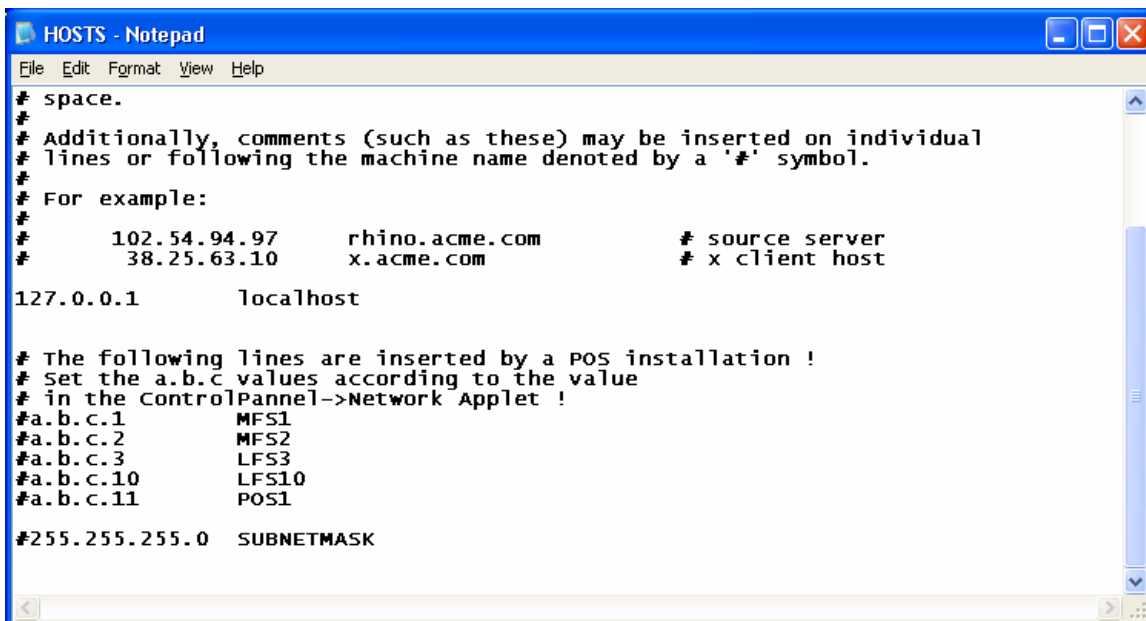 HOSTS - Notepad
File Edit Format View Help
# space.
#
# Additionally, comments (such as these) may be inserted on individual
# lines or following the machine name denoted by a '#' symbol.
#
# For example:
#
#      102.54.94.97     rhino.acme.com          # source server
#       38.25.63.10     x.acme.com              # x client host

127.0.0.1       localhost

# The following lines are inserted by a POS installation !
# Set the a.b.c values according to the value
# in the ControlPannel->Network Applet !
#a.b.c.1        MFS1
#a.b.c.2        MFS2
#a.b.c.3        LFS3
#a.b.c.10       LFS10
#a.b.c.11       POS1

#255.255.255.0  SUBNETMASK